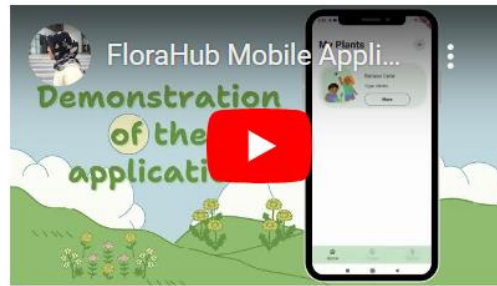 FloraHub Mobile Appli...
My Plants
Demonstration
of the
applicati
More